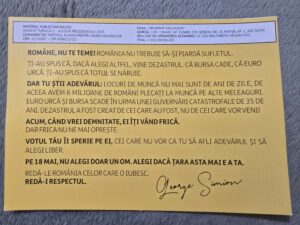 MATERIAL PUBLICITAR POLITIC
ROMÂNE, NU TE TEME! ROMÂNIA NU TREBUIE SĂ-ȘI PIARDĂ SUFLETUL.
ȚI-AU SPUS CĂ, DACĂ ALEGI ALTFEL, VINE DEZASTRUL. CĂ BURSA CADE, CĂ EURO
URCĂ. ȚI-AU SPUS CĂ TOTUL SE NĂRUIE.
DAR TU ȘTII ADEVĂRUL: LOCURI DE MUNCĂ NU MAI SUNT DE ANI DE ZILE, DE
ACEEA AVEM 6 MILIOANE DE ROMÂNI PLECAȚI LA MUNCĂ PE ALTE MELEAGURI.
EURO URCĂ ȘI BURSA SCADE ÎN URMA UNEI GUVERNĂRI CATASTROFALE DE 35 DE
ANI. DEZASTRUL A FOST CREAT DE CEI CARE AU FOST, NU DE CEI CARE VOR VENI!
ACUM, CÂND VREI DEMNITATE, EI ÎȚI VÂND FRICĂ.
DAR FRICA NU NE MAI OPREȘTE.
VOTUL TĂU ÎI SPERIE PE EI, CEI CARE NU VOR CA TU SĂ AFLI ADEVĂRUL ȘI SĂ
ALEGI LIBER.
PE 18 MAI, NU ALEGI DOAR UN OM. ALEGI DACĂ ȚARA ASTA MAI E A TA.
REDĂ-LE ROMÂNIA CELOR CARE O IUBESC.
REDĂ-I RESPECTUL.
George Simion